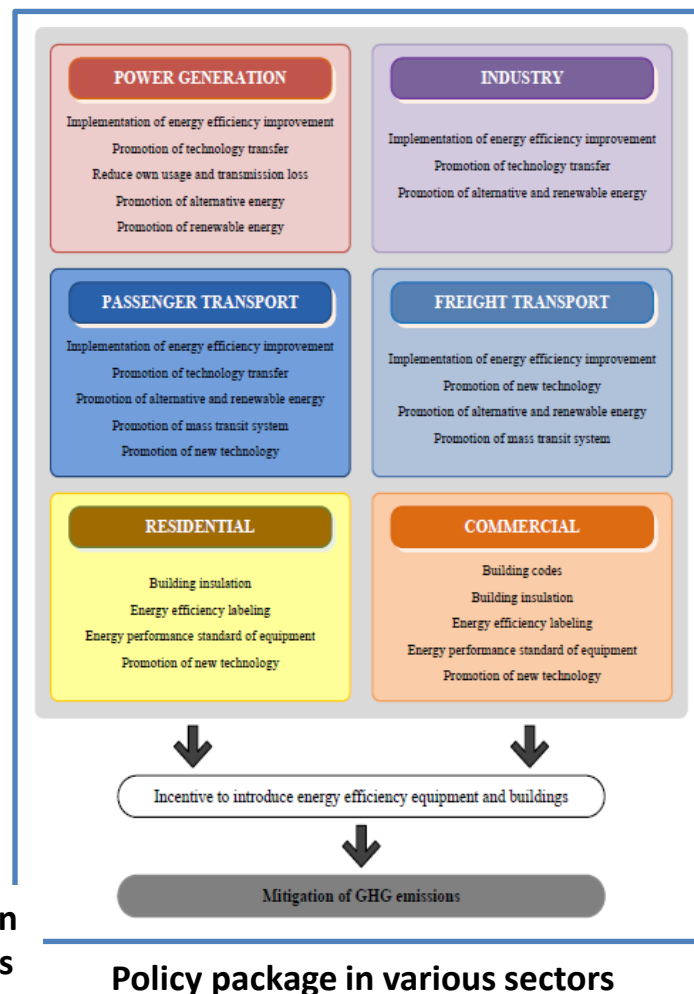 POWER GENERATION
Implementation of energy efficiency improvement
Promotion of technology transfer
Reduce own usage and transmission loss
Promotion of alternative energy
Promotion of renewable energy
INDUSTRY
Implementation of energy efficiency improvement
Promotion of technology transfer
Promotion of alternative and renewable energy
PASSENGER TRANSPORT
Implementation of energy efficiency improvement
Promotion of technology transfer
Promotion of alternative and renewable energy
Promotion of mass transit system
Promotion of new technology
FREIGHT TRANSPORT
Implementation of energy efficiency improvement
Promotion of new technology
Promotion of alternative and renewable energy
Promotion of mass transit system
RESIDENTIAL
Building insulation
Energy efficiency labeling
Energy performance standard of equipment
Promotion of new technology
COMMERCIAL
Building codes
Building insulation
Energy efficiency labeling
Energy performance standard of equipment
Promotion of new technology
Incentive to introduce energy efficiency equipment and buildings
Mitigation of GHG emissions
n
s
Policy package in various sectors